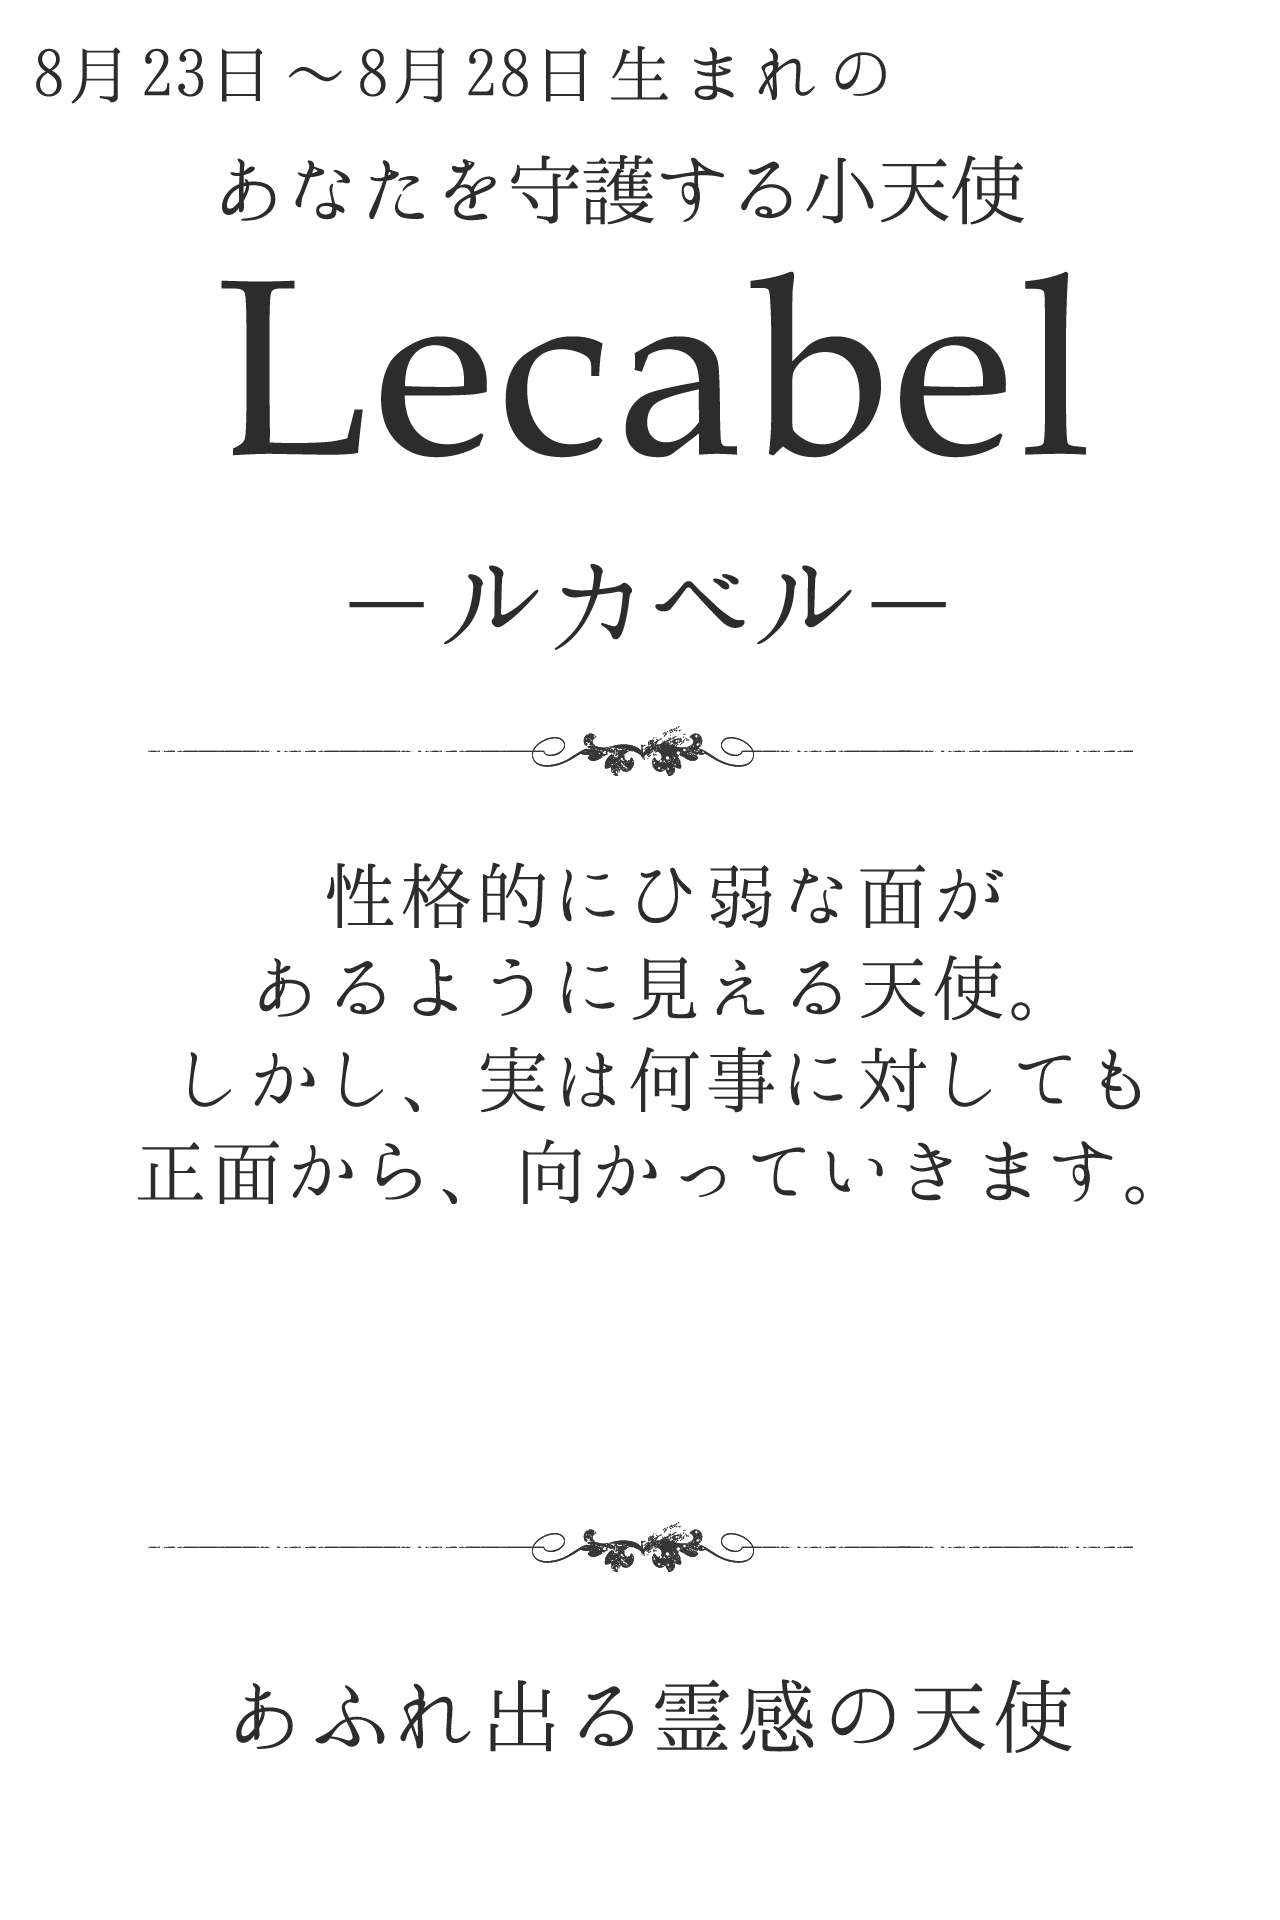 8月23日～8月28日生まれの
あなたを守護する小天使
Lecabel
－ルカベル－
性格的にひ弱な面が
あるように見える天使。
しかし、実は何事に対しても
正面から、向かっていきます。
あふれ出る霊感の天使